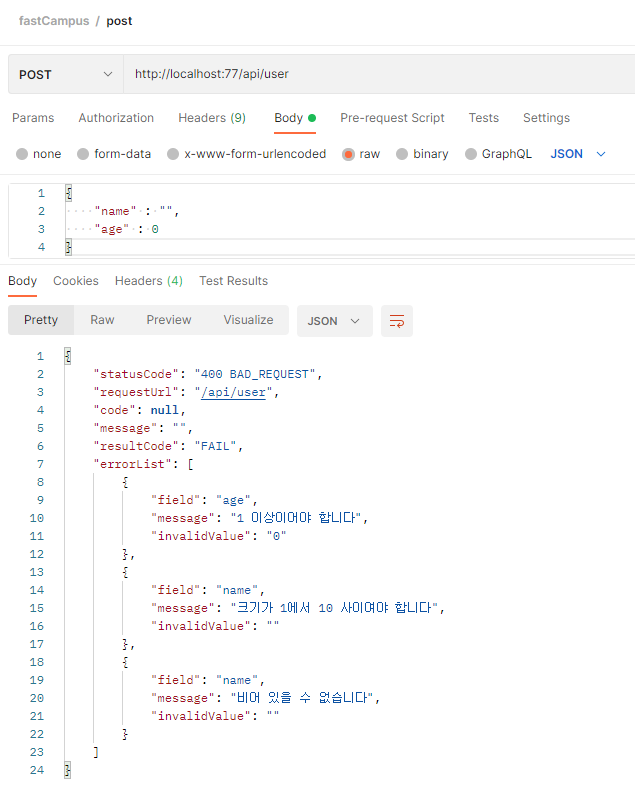 fastCampus / post
POST http://localhost:77/api/user
Params Authorization Headers (9) Body Pre-request Script Tests Settings
none form-data x-www-form-urlencoded raw binary GraphQL JSON
1 {
2 ····"name"·:·"",
3 ····"age"·:·0
4 }
Body Cookies Headers (4) Test Results
Pretty Raw Preview Visualize JSON
1 {
2 "statusCode": "400 BAD_REQUEST",
3 "requestUrl": "/api/user",
4 "code": null,
5 "message": "",
6 "resultCode": "FAIL",
7 "errorList": [
8 {
9 "field": "age",
10 "message": "1 이상이어야 합니다",
11 "invalidValue": "0"
12 },
13 {
14 "field": "name",
15 "message": "크기가 1에서 10 사이여야 합니다",
16 "invalidValue": ""
17 },
18 {
19 "field": "name",
20 "message": "비어 있을 수 없습니다",
21 "invalidValue": ""
22 }
23 ]
24 }